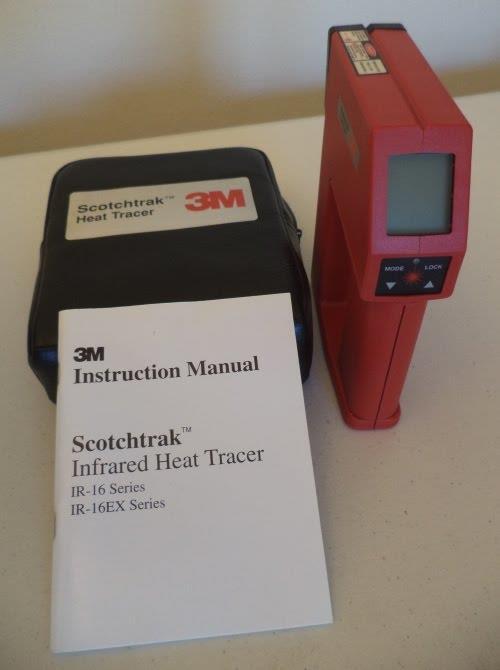 Scotchtrak™
Heat Tracer
3M
MODE LOCK
3M
Instruction Manual
Scotchtrak™
Infrared Heat Tracer
IR-16 Series
IR-16EX Series